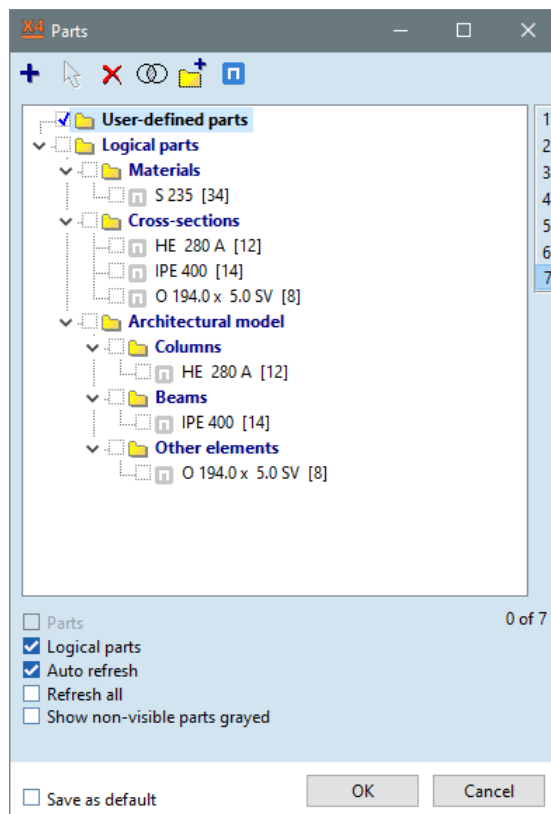 X4 Parts
User-defined parts
Logical parts
Materials
S 235 [34]
Cross-sections
HE 280 A [12]
IPE 400 [14]
O 194.0 x 5.0 SV [8]
Architectural model
Columns
HE 280 A [12]
Beams
IPE 400 [14]
Other elements
O 194.0 x 5.0 SV [8]
1
2
3
4
5
6
7
Parts
0 of 7
Logical parts
Auto refresh
Refresh all
Show non-visible parts grayed
Save as default
OK
Cancel